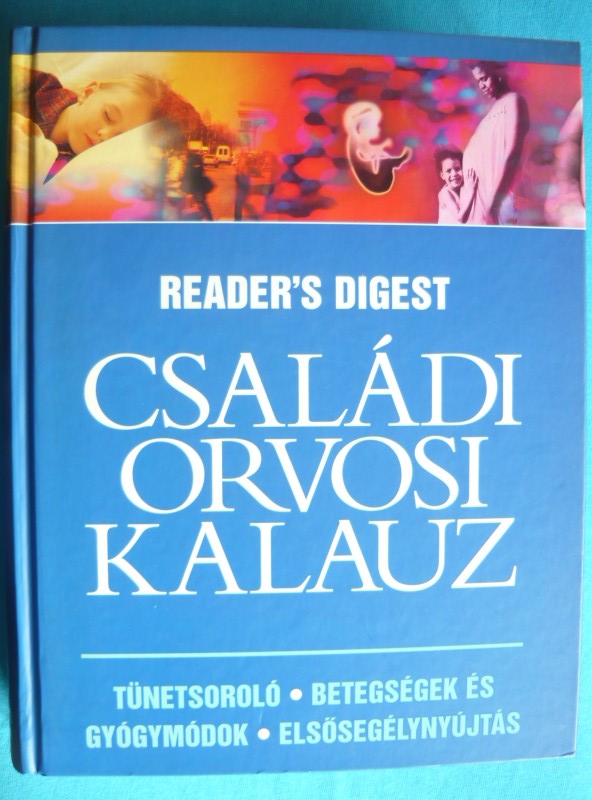 READER'S DIGEST
CSALÁDI
ORVOSI
KALAUZ
TÜNETSOROLÓ • BETEGSÉGEK ÉS
GYÓGYMÓDOK • ELSŐSEGÉLYNYÚJTÁS